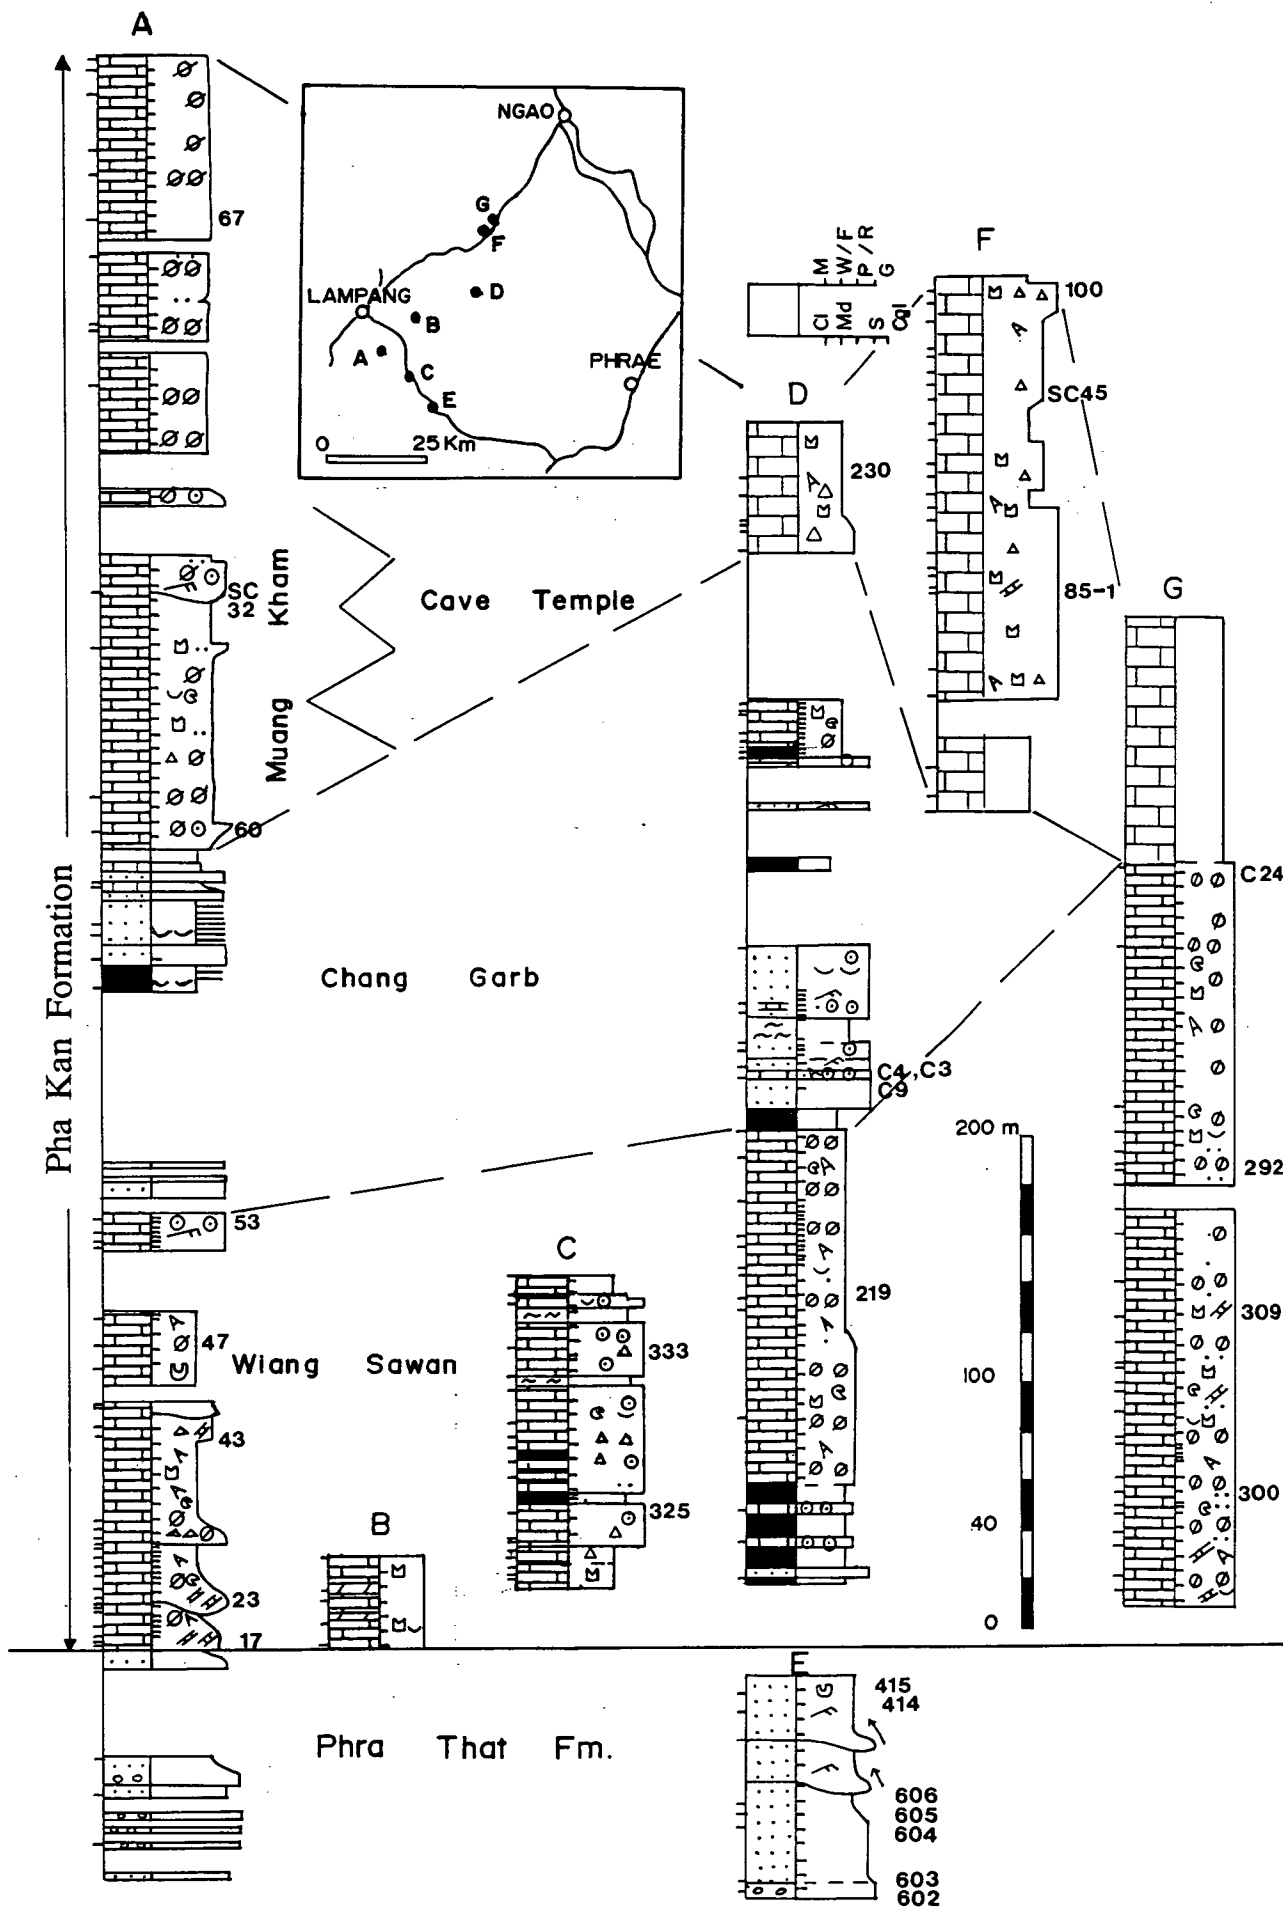 A
NGAO
G
F
LAMPANG
D
B
A
C
PHRAE
E
0 25 Km
67
M
W/F
P/R
G
Cl
Md
S
Cgl
F
100
SC45
85-1
D
230
G
SC
32
Muang Kham
Cave Temple
60
C24
Pha Kan Formation
Chang Garb
C4,C3
C9
200 m
292
53
C
219
309
47
Wiang Sawan
333
100
43
325
300
B
40
23
17
0
E
415
414
Phra That Fm.
606
605
604
603
602